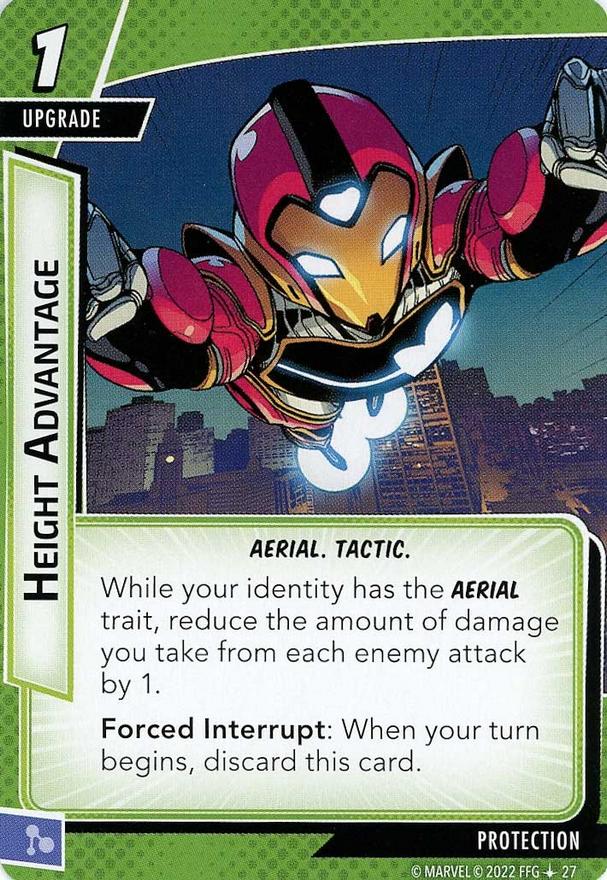 1
UPGRADE
HEIGHT ADVANTAGE
AERIAL. TACTIC.
While your identity has the AERIAL
trait, reduce the amount of damage
you take from each enemy attack
by 1.
Forced Interrupt: When your turn
begins, discard this card.
PROTECTION
© MARVEL © 2022 FFG 27